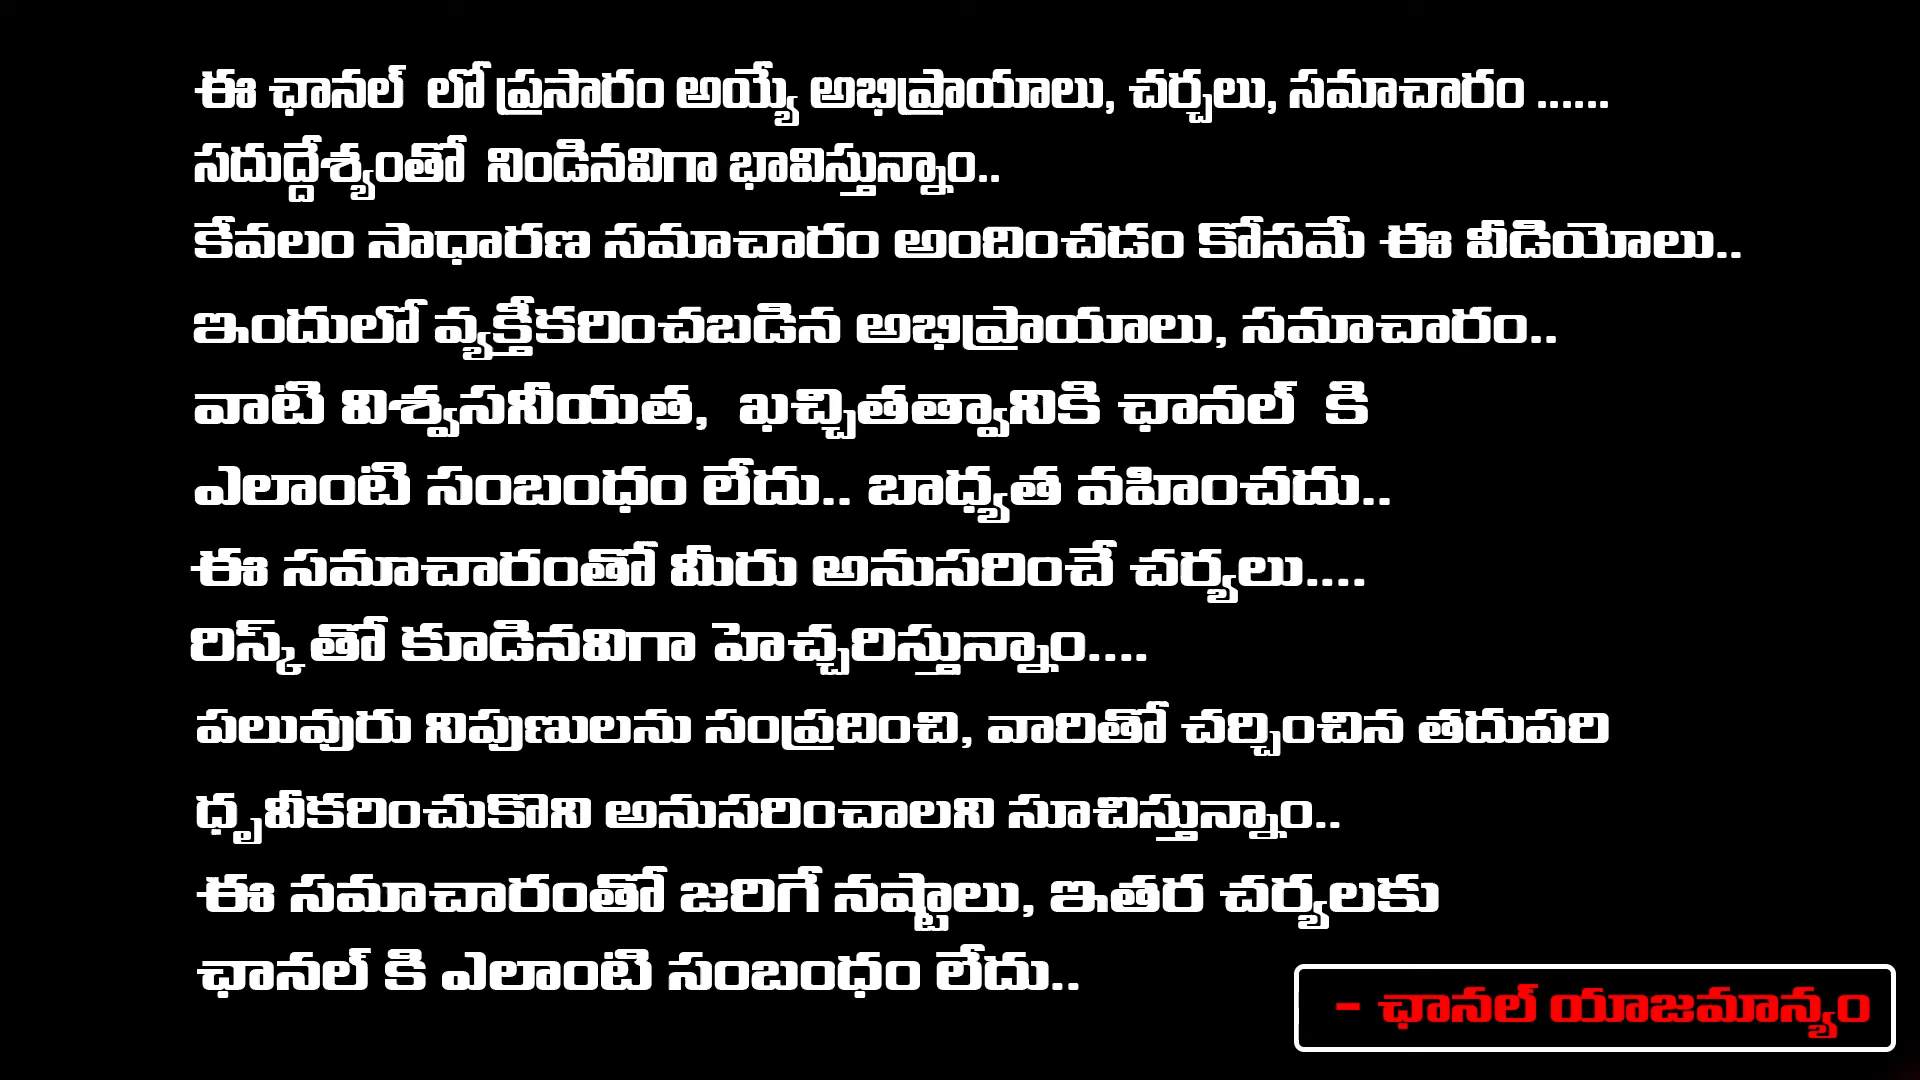 ఈ ఛానల్ లో ప్రసారం అయ్యే అభిప్రాయాలు, చర్చలు, సమాచారం ......
సదుద్దేశ్యంతో నిండినవిగా భావిస్తున్నాం..
కేవలం సాధారణ సమాచారం అందించడం కోసమే ఈ వీడియోలు..
ఇందులో వ్యక్తీకరించబడిన అభిప్రాయాలు, సమాచారం..
వాటి విశ్వసనీయత, ఖచ్చితత్వానికి ఛానల్ కి
ఎలాంటి సంబంధం లేదు.. బాధ్యత వహించదు..
ఈ సమాచారంతో మీరు అనుసరించే చర్యలు....
రిస్క్ తో కూడినవిగా హెచ్చరిస్తున్నాం....
పలువురు నిపుణులను సంప్రదించి, వారితో చర్చించిన తదుపరి
ధృవీకరించుకొని అనుసరించాలని సూచిస్తున్నాం..
ఈ సమాచారంతో జరిగే నష్టాలు, ఇతర చర్యలకు
ఛానల్ కి ఎలాంటి సంబంధం లేదు..
- ఛానల్ యాజమాన్యం